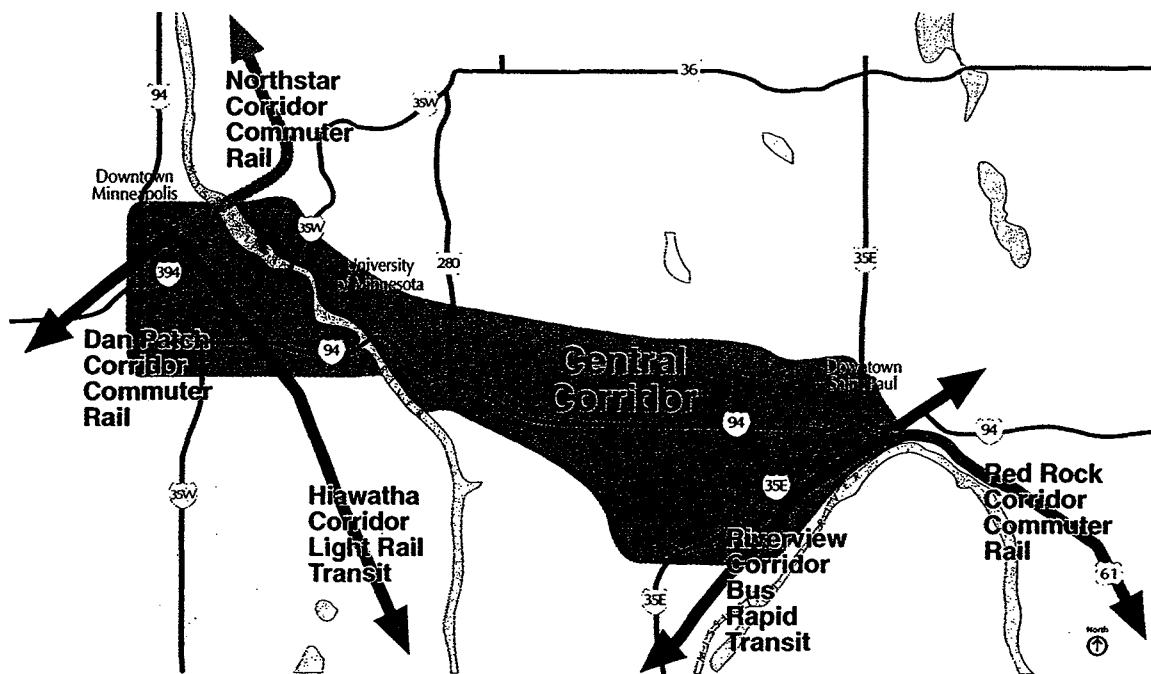 Northstar
Corridor
Commuter
Rail
94
35W
36
Downtown
Minneapolis
35W
394
University
of Minnesota
280
35E
Dan Patch
Corridor
Commuter
Rail
94
Central
Corridor
Downtown
Saint Paul
94
94
35W
Hiawatha
Corridor
Light Rail
Transit
35E
Riverview
Corridor
Bus
Rapid
Transit
35E
Red Rock
Corridor
Commuter
Rail
61
North